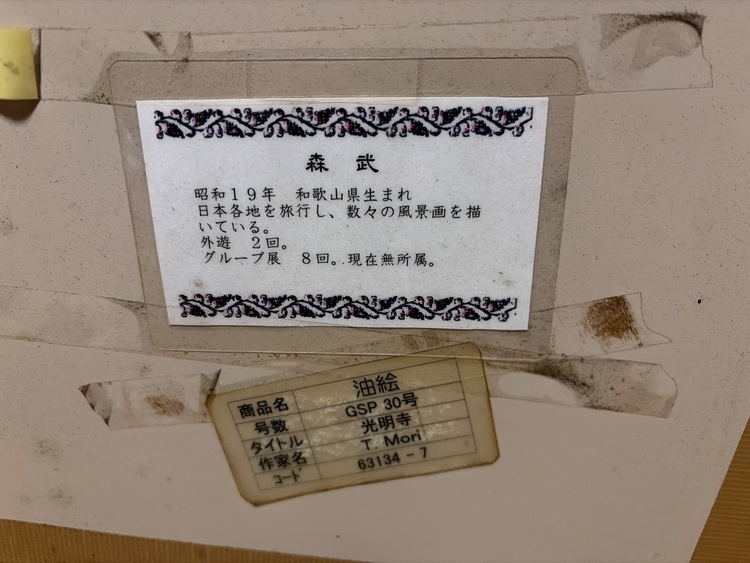 森 武
昭和19年 和歌山県生まれ
日本各地を旅行し、数々の風景画を描
いている。
外遊 2回。
グループ展 8回。現在無所属。
商品名 油絵
号数 GSP 30号
タイトル 光明寺
作家名 T. Mori
コード 63134-7